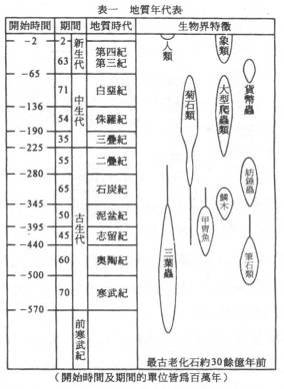 表一 地質年代表
開始時間 期間 地質時代 生物界特徵
-2 2 新生代 第四紀 人類 象類
-65 63 第三紀 貨幣蟲
71 中生代 白堊紀 菊石類 大型爬蟲類
-136
54 侏羅紀
-190
35 三疊紀
-225
55 古生代 二疊紀 紡錘蟲
-280
65 石炭紀 鱗木
-345
50 泥盆紀 甲冑魚
-395
45 志留紀
-440
60 奧陶紀 三葉蟲 筆石類
-500
70 寒武紀
-570
前寒武紀
最古老化石約30餘億年前
(開始時間及期間的單位皆為百萬年)